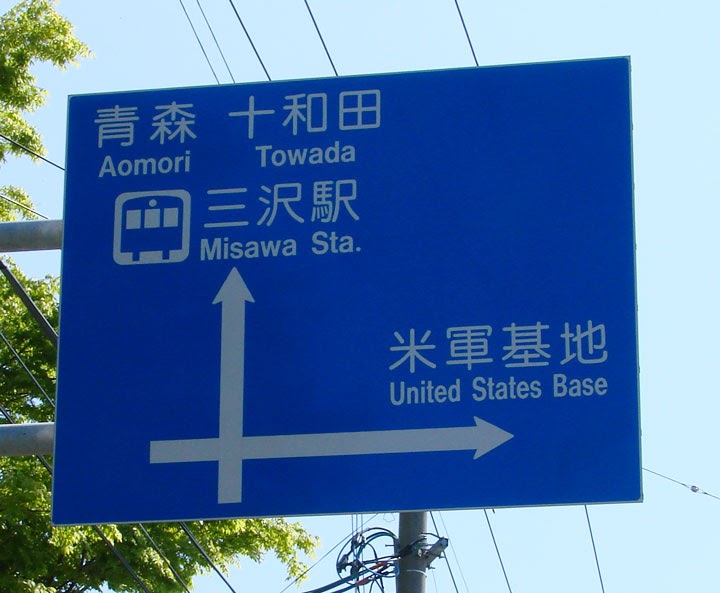 青森 十和田
Aomori Towada
三沢駅
Misawa Sta.
米軍基地
United States Base